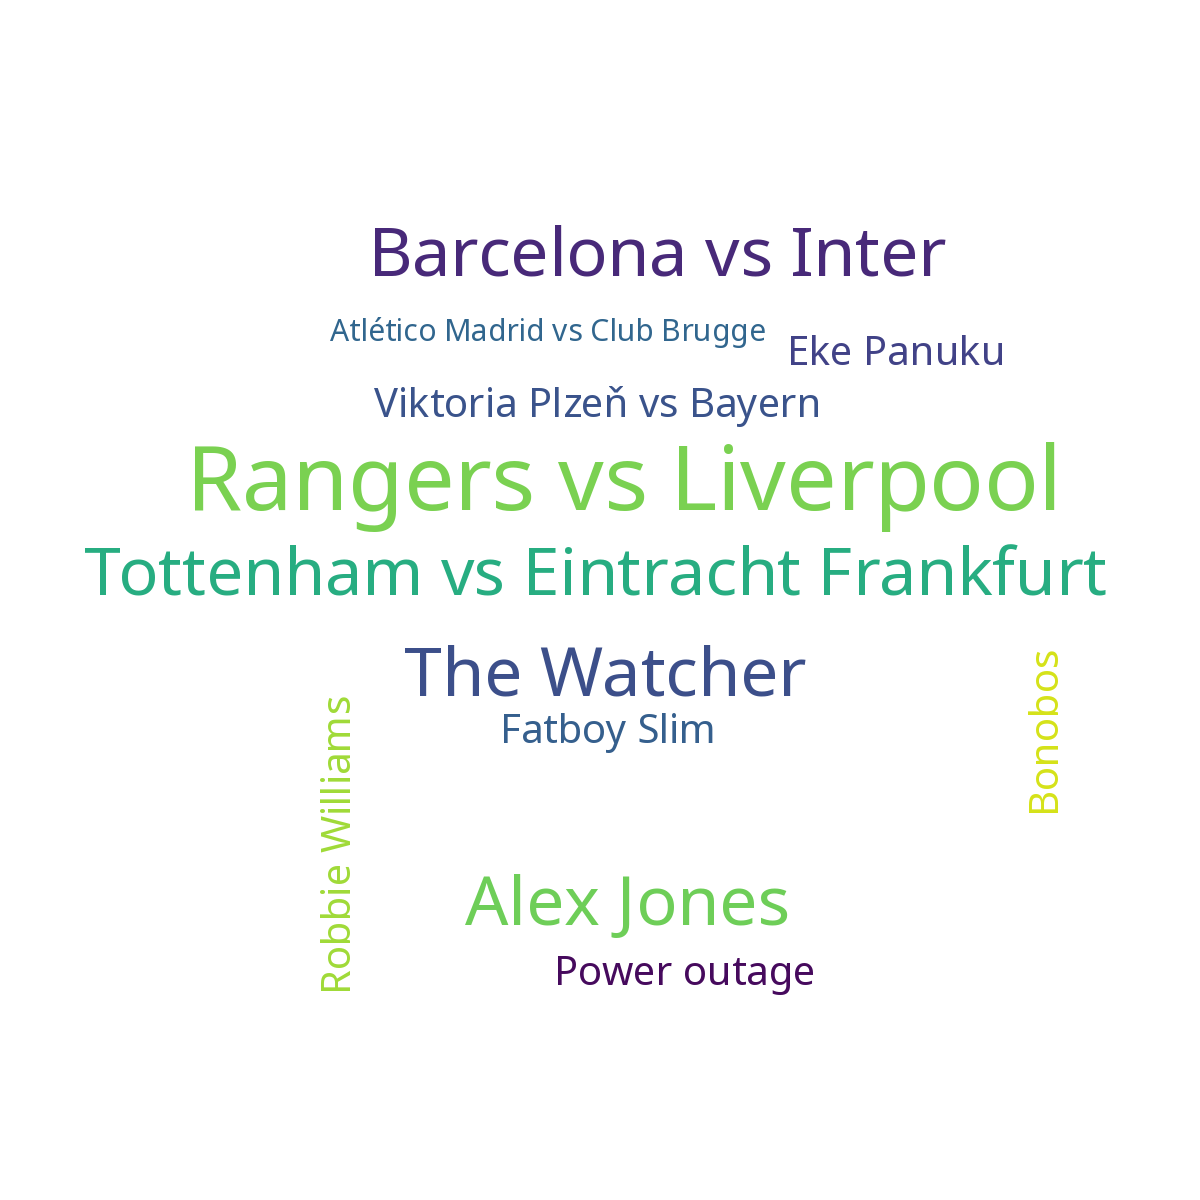 Barcelona vs Inter
Atlético Madrid vs Club Brugge
Eke Panuku
Viktoria Plzeň vs Bayern
Rangers vs Liverpool
Tottenham vs Eintracht Frankfurt
The Watcher
Fatboy Slim
Bonobos
Robbie Williams
Alex Jones
Power outage